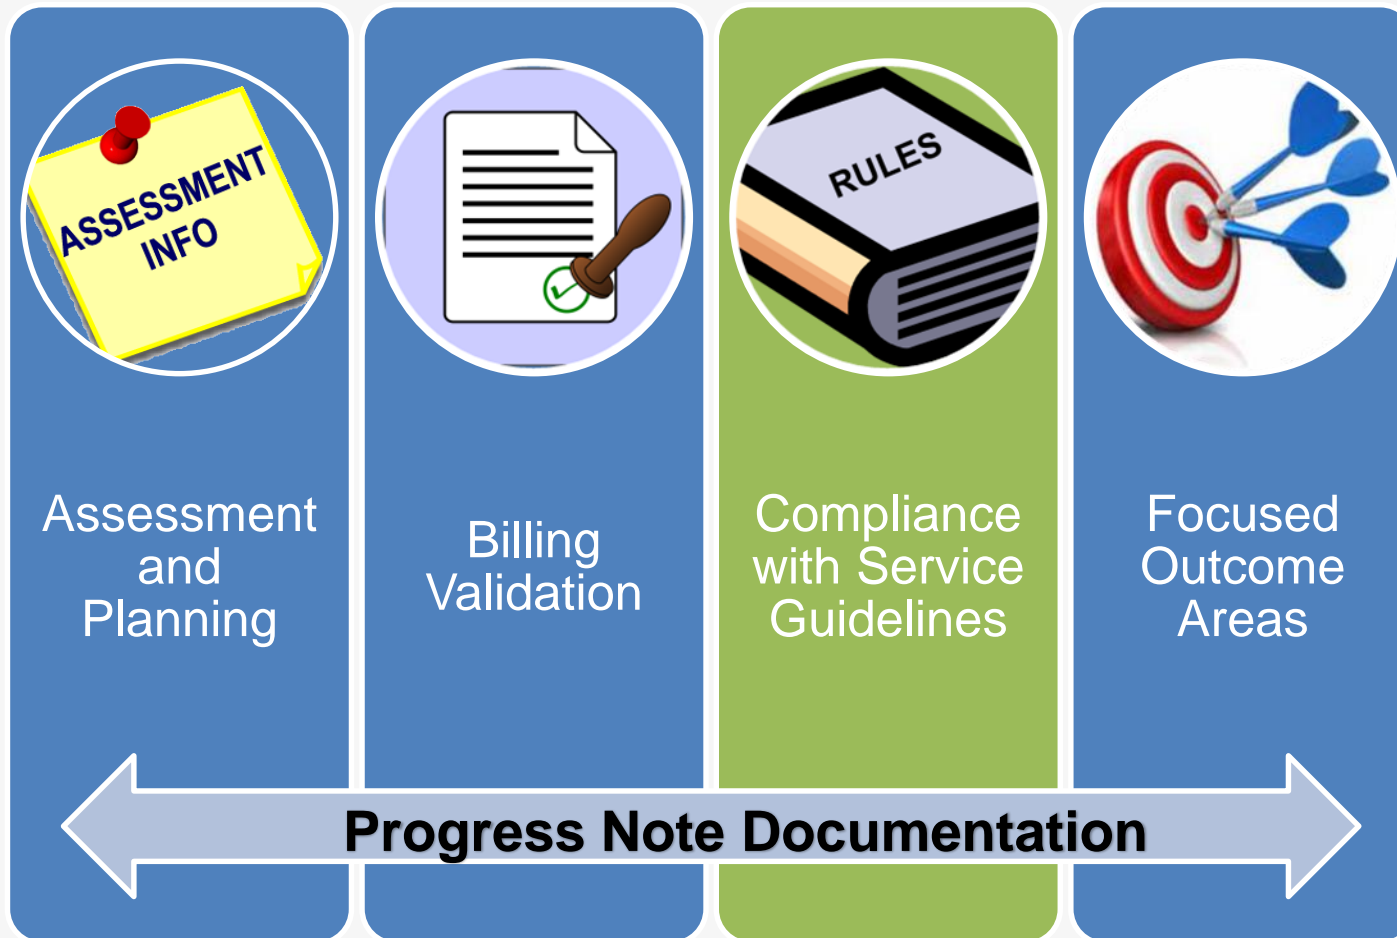 ASSESSMENT
INFO
RULES
Assessment
and
Planning
Billing
Validation
Compliance
with Service
Guidelines
Focused
Outcome
Areas
Progress Note Documentation